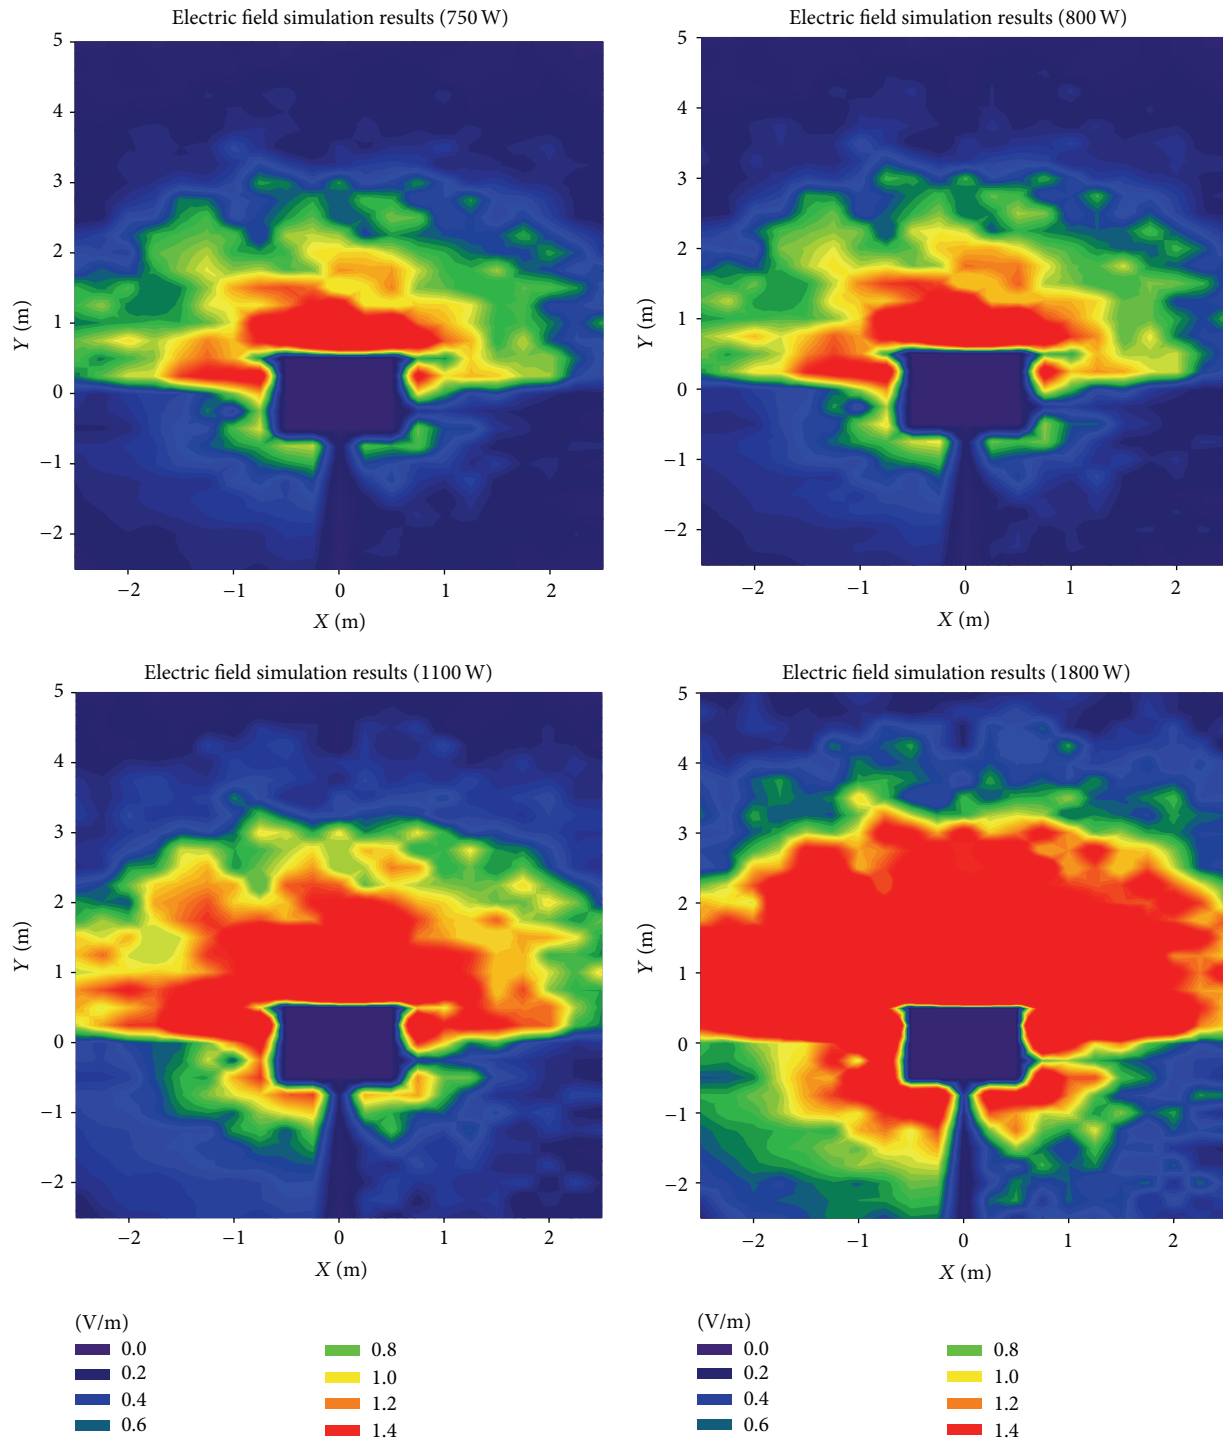 Electric field simulation results (750 W)
5
4
3
2
1
0
−1
−2
Y (m)
−2 −1 0 1 2
X (m)
Electric field simulation results (800 W)
5
4
3
2
1
0
−1
−2
Y (m)
−2 −1 0 1 2
X (m)
Electric field simulation results (1100 W)
5
4
3
2
1
0
−1
−2
Y (m)
−2 −1 0 1 2
X (m)
Electric field simulation results (1800 W)
5
4
3
2
1
0
−1
−2
Y (m)
−2 −1 0 1 2
X (m)
(V/m)
0.0
0.2
0.4
0.6
0.8
1.0
1.2
1.4
(V/m)
0.0
0.2
0.4
0.6
0.8
1.0
1.2
1.4